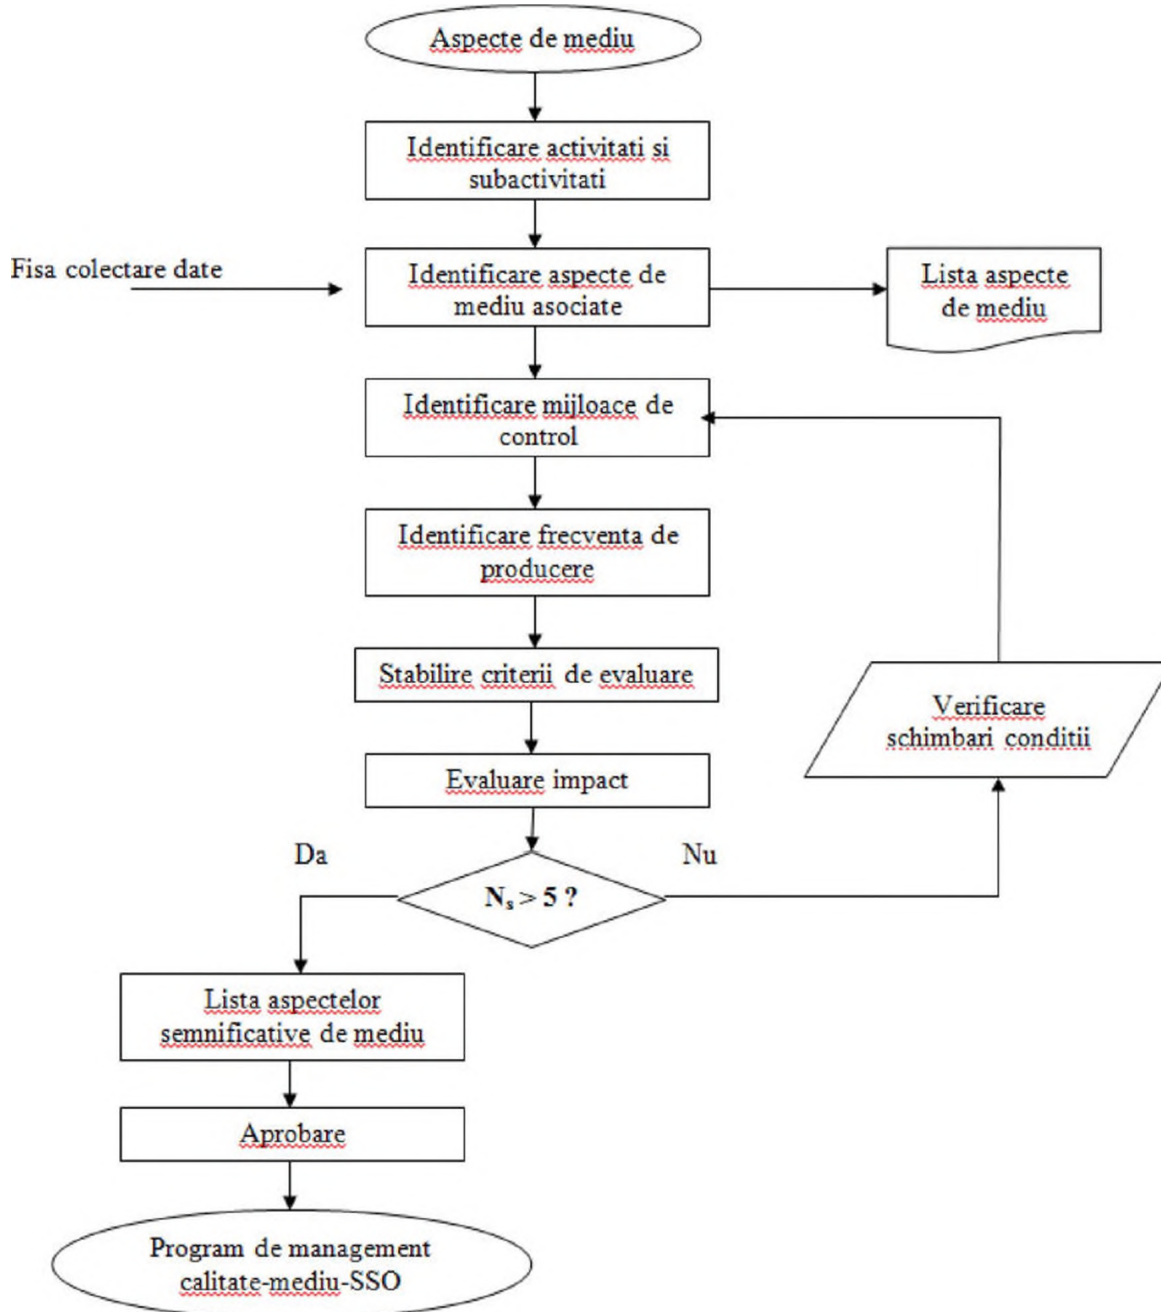 Aspecte de mediu
Identificare activitati si
subactivitati
Fisa colectare date
Identificare aspecte de
mediu asociate
Lista aspecte
de mediu
Identificare mijloace de
control
Identificare frecventa de
producere
Stabilire criterii de evaluare
Verificare
schimbari conditii
Evaluare impact
Da
Nu
Ns > 5 ?
Lista aspectelor
semnificative de mediu
Aprobare
Program de management
calitate-mediu-SSO